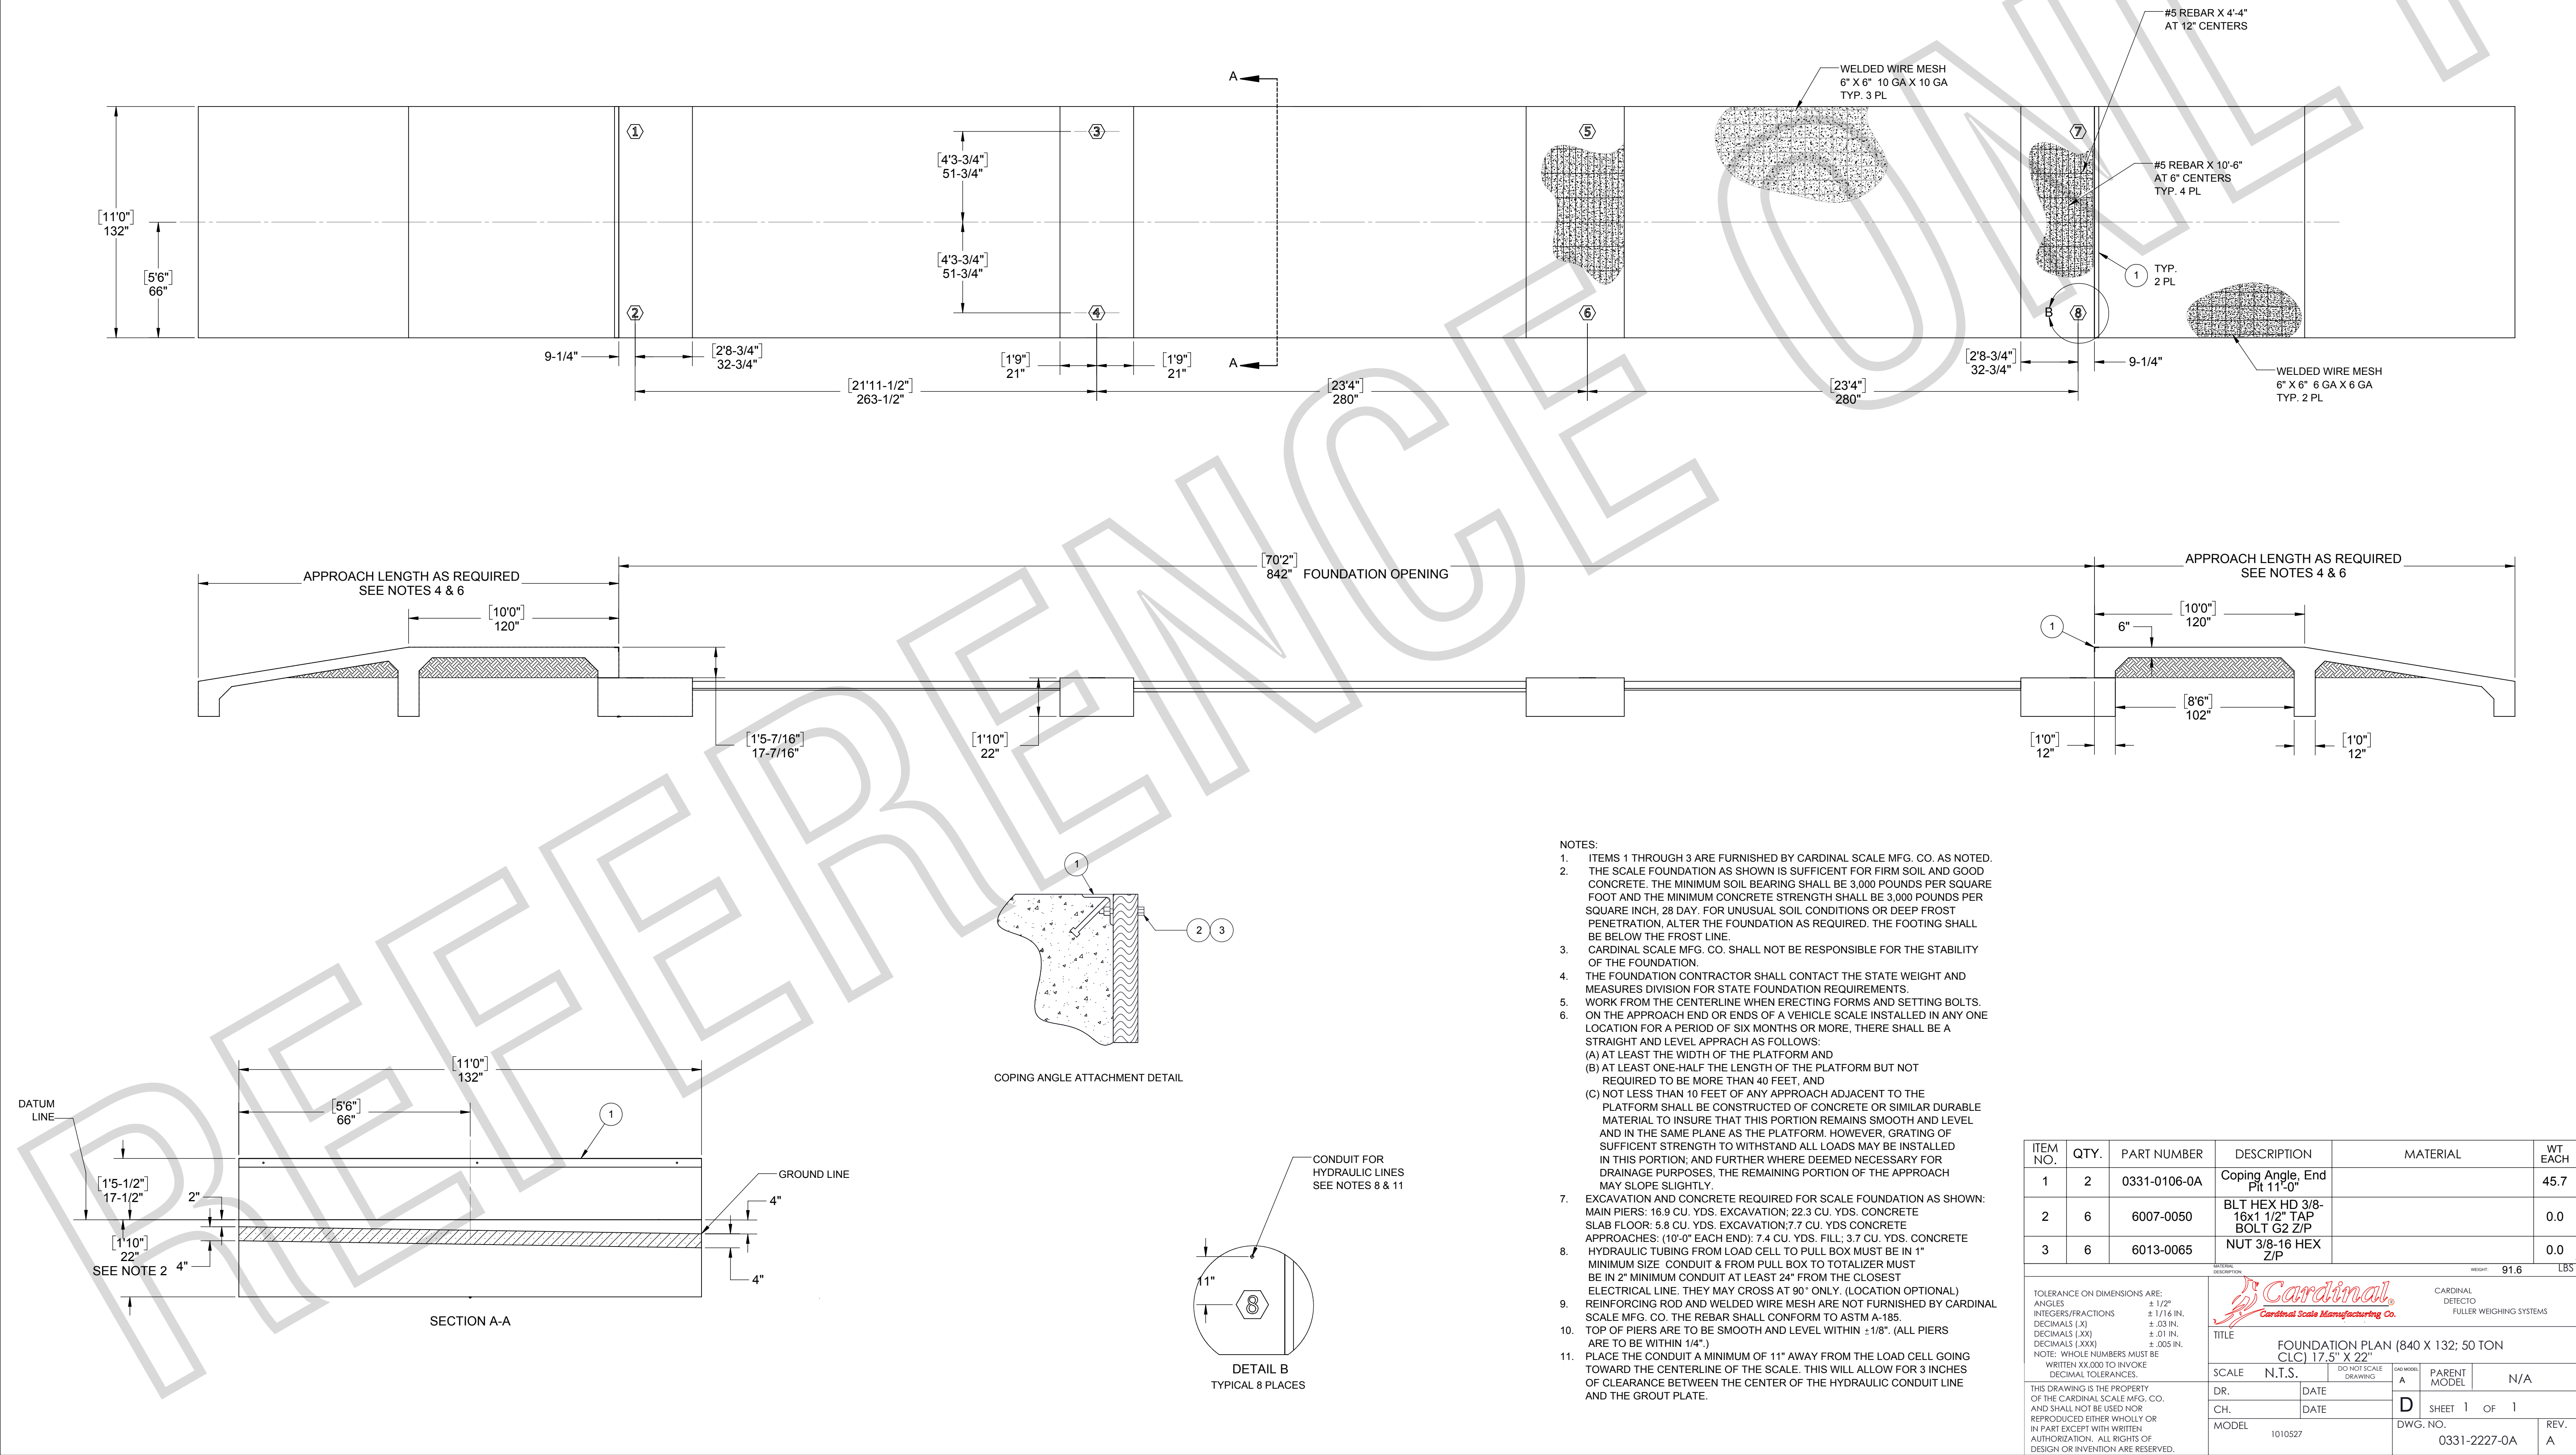 #5 REBAR X 4'-4"
AT 12" CENTERS
WELDED WIRE MESH
6" X 6"  10 GA X 10 GA
TYP. 3 PL
A
A
1
2
3
4
5
6
7
8
#5 REBAR X 10'-6"
AT 6" CENTERS
TYP. 4 PL
1
TYP.
2 PL
B
WELDED WIRE MESH
6" X 6"  6 GA X 6 GA
TYP. 2 PL
[11'0"]
132"
[5'6"]
66"
[4'3-3/4"]
51-3/4"
[4'3-3/4"]
51-3/4"
9-1/4"
[2'8-3/4"]
32-3/4"
[1'9"]
21"
[1'9"]
21"
[2'8-3/4"]
32-3/4"
9-1/4"
[21'11-1/2"]
263-1/2"
[23'4"]
280"
[23'4"]
280"
REFERENCE ONLY
APPROACH LENGTH AS REQUIRED
SEE NOTES 4 & 6
[10'0"]
120"
[70'2"]
842"  FOUNDATION OPENING
APPROACH LENGTH AS REQUIRED
SEE NOTES 4 & 6
[10'0"]
120"
1
6"
[1'5-7/16"]
17-7/16"
[1'10"]
22"
[8'6"]
102"
[1'0"]
12"
[1'0"]
12"
1
2
3
COPING ANGLE ATTACHMENT DETAIL
[11'0"]
132"
[5'6"]
66"
1
DATUM
LINE
[1'5-1/2"]
17-1/2"
2"
[1'10"]
22"
SEE NOTE 2
4"
GROUND LINE
4"
4"
SECTION A-A
CONDUIT FOR
HYDRAULIC LINES
SEE NOTES 8 & 11
11"
8
DETAIL B
TYPICAL 8 PLACES
NOTES:
1. ITEMS 1 THROUGH 3 ARE FURNISHED BY CARDINAL SCALE MFG. CO. AS NOTED.
2. THE SCALE FOUNDATION AS SHOWN IS SUFFICENT FOR FIRM SOIL AND GOOD
CONCRETE. THE MINIMUM SOIL BEARING SHALL BE 3,000 POUNDS PER SQUARE
FOOT AND THE MINIMUM CONCRETE STRENGTH SHALL BE 3,000 POUNDS PER
SQUARE INCH, 28 DAY. FOR UNUSUAL SOIL CONDITIONS OR DEEP FROST
PENETRATION, ALTER THE FOUNDATION AS REQUIRED. THE FOOTING SHALL
BE BELOW THE FROST LINE.
3. CARDINAL SCALE MFG. CO. SHALL NOT BE RESPONSIBLE FOR THE STABILITY
OF THE FOUNDATION.
4. THE FOUNDATION CONTRACTOR SHALL CONTACT THE STATE WEIGHT AND
MEASURES DIVISION FOR STATE FOUNDATION REQUIREMENTS.
5. WORK FROM THE CENTERLINE WHEN ERECTING FORMS AND SETTING BOLTS.
6. ON THE APPROACH END OR ENDS OF A VEHICLE SCALE INSTALLED IN ANY ONE
LOCATION FOR A PERIOD OF SIX MONTHS OR MORE, THERE SHALL BE A
STRAIGHT AND LEVEL APPRACH AS FOLLOWS:
(A) AT LEAST THE WIDTH OF THE PLATFORM AND
(B) AT LEAST ONE-HALF THE LENGTH OF THE PLATFORM BUT NOT
REQUIRED TO BE MORE THAN 40 FEET, AND
(C) NOT LESS THAN 10 FEET OF ANY APPROACH ADJACENT TO THE
PLATFORM SHALL BE CONSTRUCTED OF CONCRETE OR SIMILAR DURABLE
MATERIAL TO INSURE THAT THIS PORTION REMAINS SMOOTH AND LEVEL
AND IN THE SAME PLANE AS THE PLATFORM. HOWEVER, GRATING OF
SUFFICENT STRENGTH TO WITHSTAND ALL LOADS MAY BE INSTALLED
IN THIS PORTION; AND FURTHER WHERE DEEMED NECESSARY FOR
DRAINAGE PURPOSES, THE REMAINING PORTION OF THE APPROACH
MAY SLOPE SLIGHTLY.
7. EXCAVATION AND CONCRETE REQUIRED FOR SCALE FOUNDATION AS SHOWN:
MAIN PIERS: 16.9 CU. YDS. EXCAVATION; 22.3 CU. YDS. CONCRETE
SLAB FLOOR: 5.8 CU. YDS. EXCAVATION;7.7 CU. YDS CONCRETE
APPROACHES: (10'-0" EACH END): 7.4 CU. YDS. FILL; 3.7 CU. YDS. CONCRETE
8. HYDRAULIC TUBING FROM LOAD CELL TO PULL BOX MUST BE IN 1"
MINIMUM SIZE  CONDUIT & FROM PULL BOX TO TOTALIZER MUST
BE IN 2" MINIMUM CONDUIT AT LEAST 24" FROM THE CLOSEST
ELECTRICAL LINE. THEY MAY CROSS AT 90° ONLY. (LOCATION OPTIONAL)
9. REINFORCING ROD AND WELDED WIRE MESH ARE NOT FURNISHED BY CARDINAL
SCALE MFG. CO. THE REBAR SHALL CONFORM TO ASTM A-185.
10. TOP OF PIERS ARE TO BE SMOOTH AND LEVEL WITHIN ±1/8". (ALL PIERS
ARE TO BE WITHIN 1/4".)
11. PLACE THE CONDUIT A MINIMUM OF 11" AWAY FROM THE LOAD CELL GOING
TOWARD THE CENTERLINE OF THE SCALE. THIS WILL ALLOW FOR 3 INCHES
OF CLEARANCE BETWEEN THE CENTER OF THE HYDRAULIC CONDUIT LINE
AND THE GROUT PLATE.
ITEM NO. QTY. PART NUMBER DESCRIPTION MATERIAL WT EACH
1 2 0331-0106-0A Coping Angle, End Pit 11'-0" 45.7
2 6 6007-0050 BLT HEX HD 3/8-16x1 1/2" TAP BOLT G2 Z/P 0.0
3 6 6013-0065 NUT 3/8-16 HEX Z/P 0.0
MATERIAL DESCRIPTION:
WEIGHT: 91.6 LBS
TOLERANCE ON DIMENSIONS ARE:
ANGLES ± 1/2°
INTEGERS/FRACTIONS ± 1/16 IN.
DECIMALS (.X) ± .03 IN.
DECIMALS (.XX) ± .01 IN.
DECIMALS (.XXX) ± .005 IN.
NOTE: WHOLE NUMBERS MUST BE
WRITTEN XX.000 TO INVOKE
DECIMAL TOLERANCES.
THIS DRAWING IS THE PROPERTY
OF THE CARDINAL SCALE MFG. CO.
AND SHALL NOT BE USED NOR
REPRODUCED EITHER WHOLLY OR
IN PART EXCEPT WITH WRITTEN
AUTHORIZATION. ALL RIGHTS OF
DESIGN OR INVENTION ARE RESERVED.
Cardinal®
Cardinal Scale Manufacturing Co.
CARDINAL
DETECTO
FULLER WEIGHING SYSTEMS
TITLE
FOUNDATION PLAN (840 X 132; 50 TON
CLC) 17.5" X 22"
SCALE N.T.S.
DO NOT SCALE DRAWING
CAD MODEL A
PARENT MODEL N/A
DR. DATE
CH. DATE
D SHEET 1 OF 1
MODEL 1010527
DWG. NO. 0331-2227-0A
REV. A